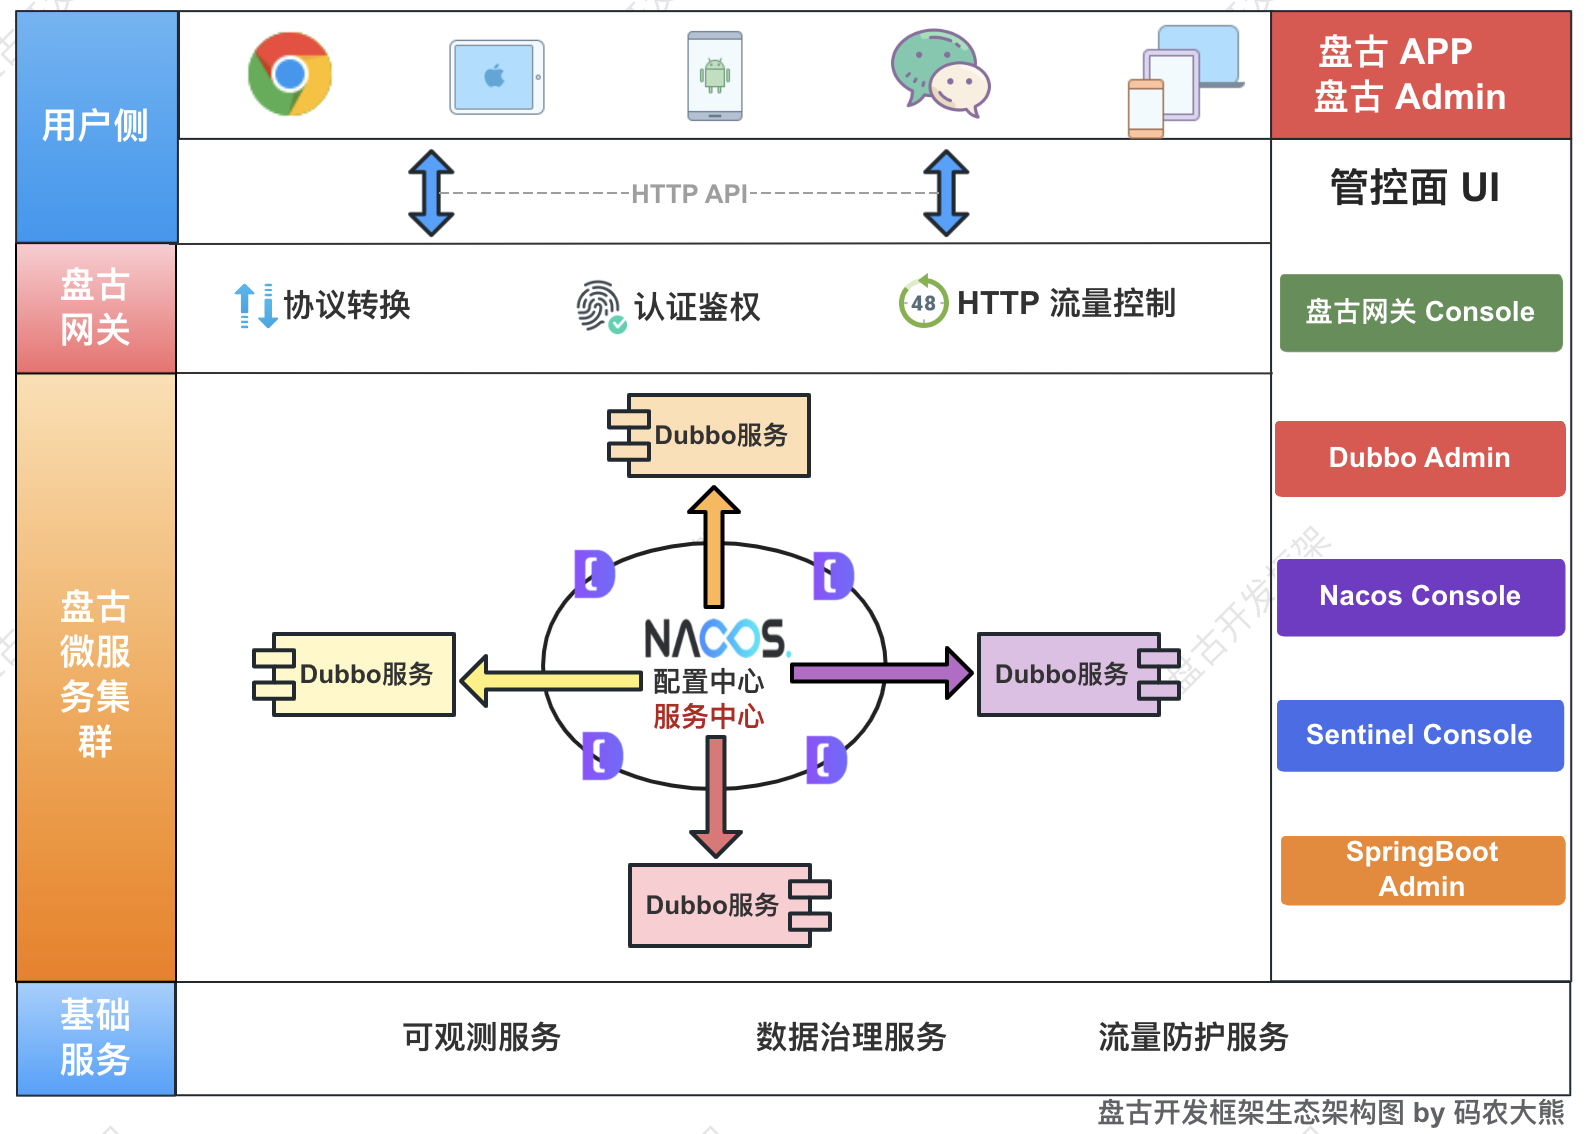 用户侧
盘古 APP
盘古 Admin
HTTP API
管控面 UI
盘古
网关
协议转换
认证鉴权
48
HTTP 流量控制
盘古网关 Console
盘古
微服
务集
群
Dubbo服务
Dubbo服务
NACOS.
配置中心
服务中心
Dubbo服务
Dubbo服务
Dubbo Admin
Nacos Console
Sentinel Console
SpringBoot
Admin
盘古开发框架
基础
服务
可观测服务
数据治理服务
流量防护服务
盘古开发框架生态架构图 by 码农大熊